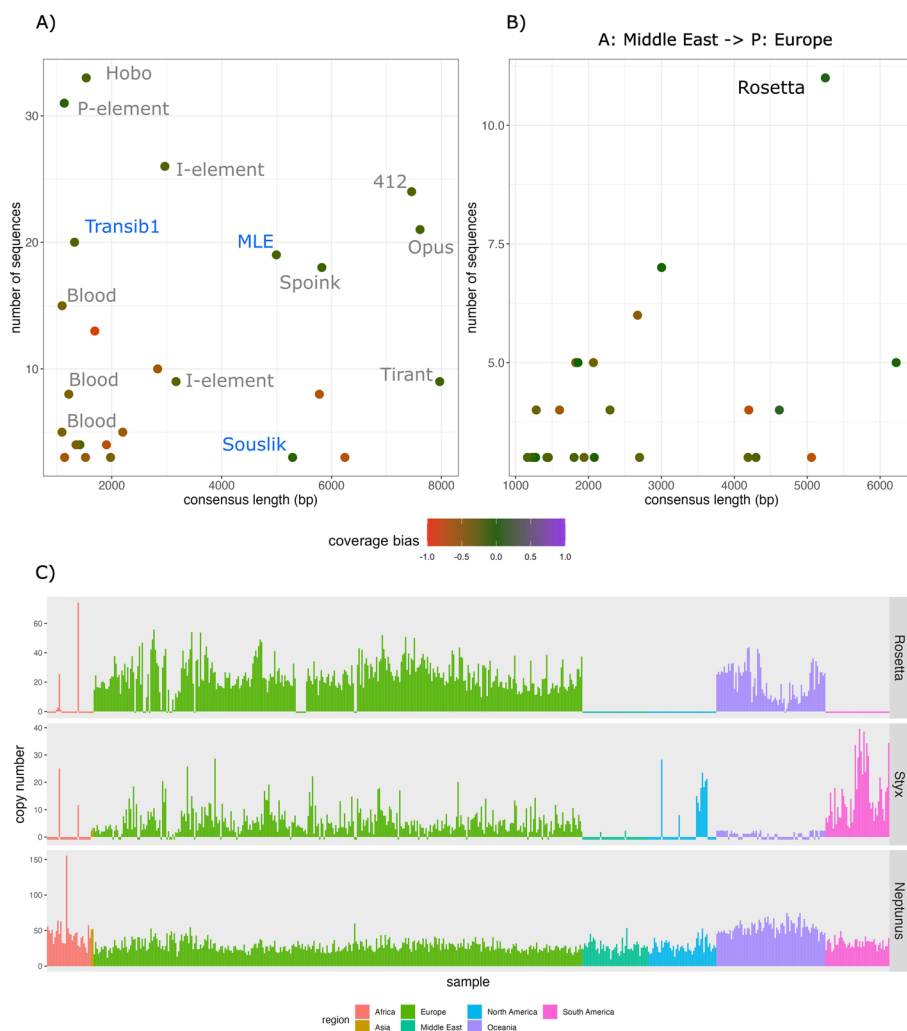 A)
B)
A: Middle East -> P: Europe
Hobo
P-element
I-element
412
Transib1
MLE
Opus
Spoink
Blood
Blood
I-element
Tirant
Blood
Souslik
number of sequences
30
20
10
2000
4000
6000
8000
consensus length (bp)
Rosetta
number of sequences
10.0
7.5
5.0
1000
2000
3000
4000
5000
6000
consensus length (bp)
coverage bias
-1.0
-0.5
0.0
0.5
1.0
C)
60
40
20
0
Rosetta
40
30
20
10
0
Styx
copy number
150
100
50
0
Neptunus
sample
region
Africa
Europe
North America
South America
Asia
Middle East
Oceania